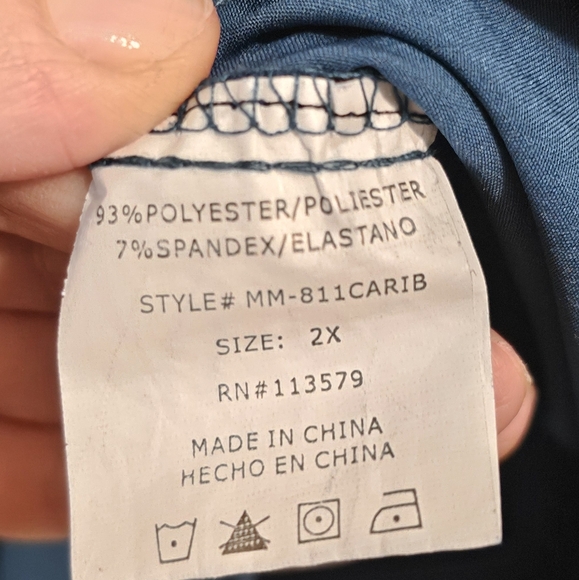 93%POLYESTER/POLIESTER
7%SPANDEX/ELASTANO
STYLE# MM-811CARIB
SIZE: 2X
RN#113579
MADE IN CHINA
HECHO EN CHINA